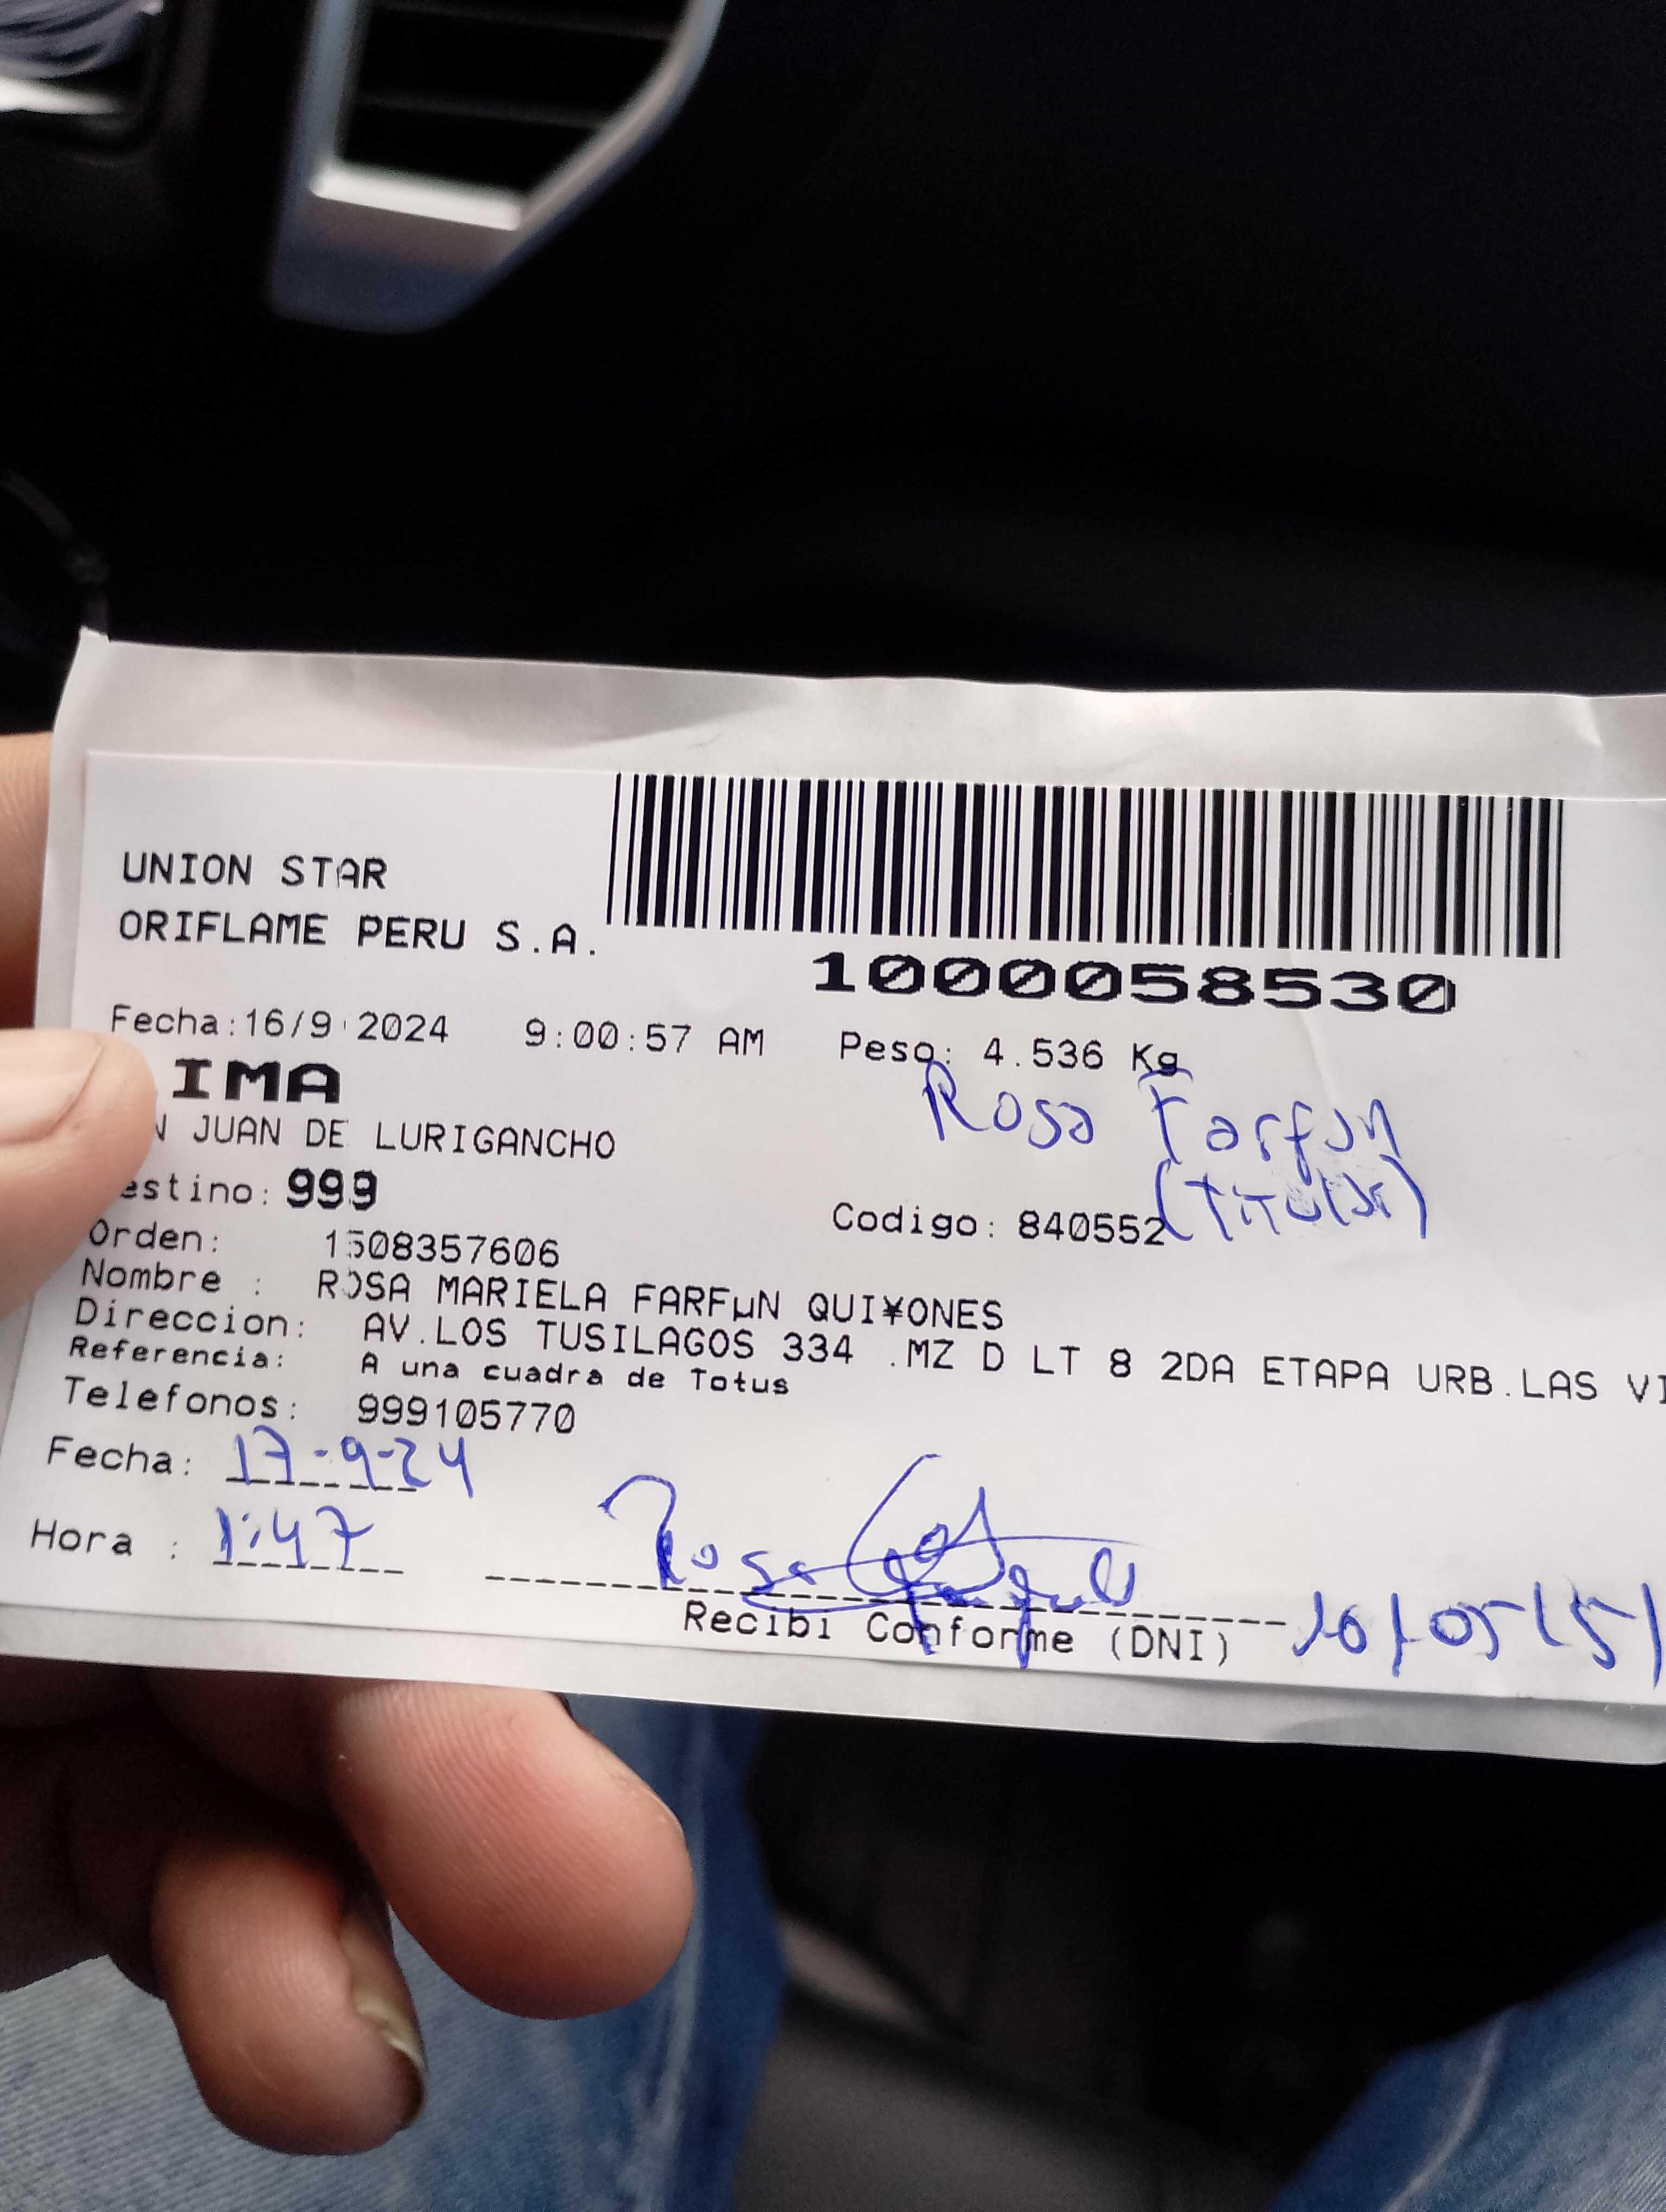 UNION STAR
ORIFLAME PERU S.A.
1000058530
Fecha:16/9 2024 9:00:57 AM Peso: 4.536 Kg
IMA
N JUAN DE LURIGANCHO
Rosa Farfan
(Titular)
estino: 999
Codigo: 840552
Orden: 1508357606
Nombre : ROSA MARIELA FARFµN QUI¥ONES
Direccion: AV.LOS TUSILAGOS 334 .MZ D LT 8 2DA ETAPA URB.LAS VI
Referencia: A una cuadra de Totus
Telefonos: 999105770
Fecha: 17-9-24
Hora : 1:47
Rosa
Recibi Conforme (DNI)